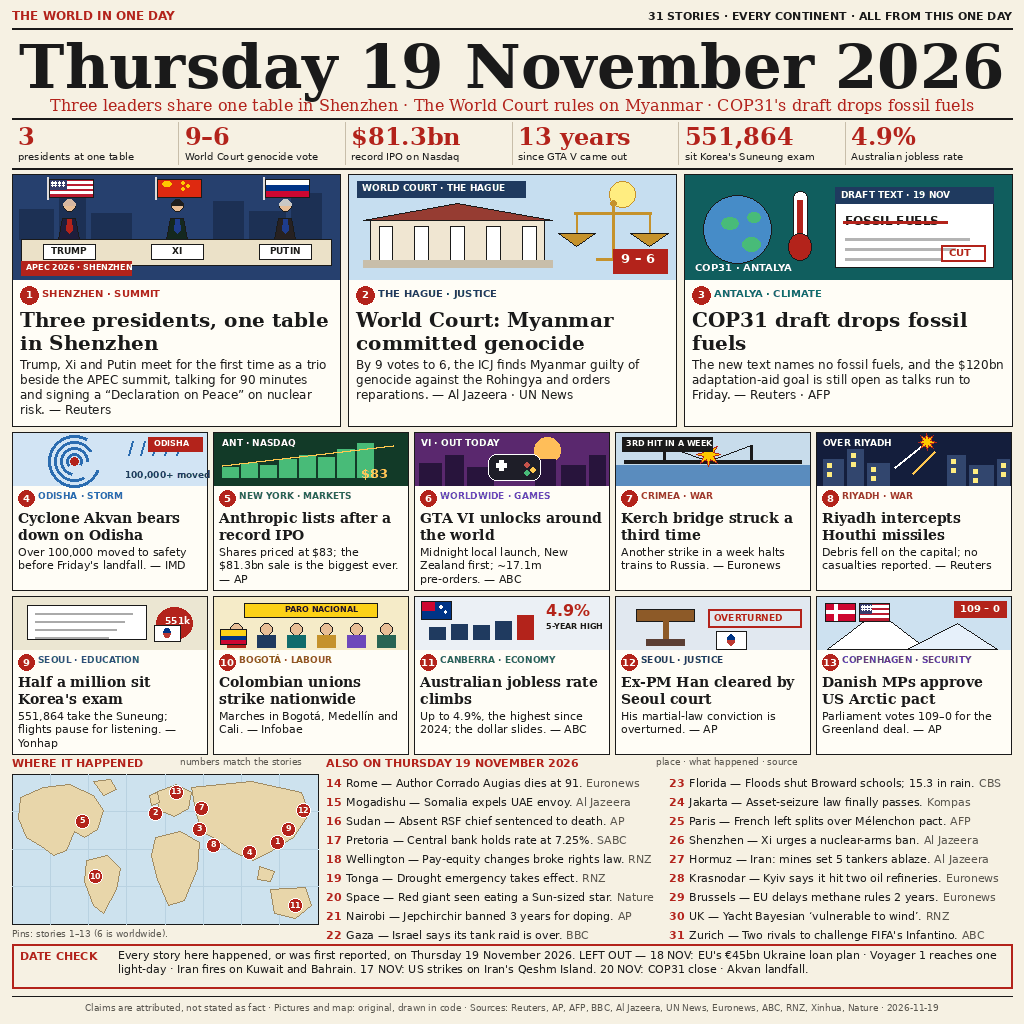 THE WORLD IN ONE DAY
31 STORIES · EVERY CONTINENT · ALL FROM THIS ONE DAY
Thursday 19 November 2026
Three leaders share one table in Shenzhen · The World Court rules on Myanmar · COP31's draft drops fossil fuels
3
presidents at one table
9–6
World Court genocide vote
$81.3bn
record IPO on Nasdaq
13 years
since GTA V came out
551,864
sit Korea's Suneung exam
4.9%
Australian jobless rate
TRUMP
XI
PUTIN
APEC 2026 · SHENZHEN
1 SHENZHEN · SUMMIT
Three presidents, one table
in Shenzhen
Trump, Xi and Putin meet for the first time as a trio
beside the APEC summit, talking for 90 minutes
and signing a “Declaration on Peace” on nuclear
risk. — Reuters
WORLD COURT · THE HAGUE
9 – 6
2 THE HAGUE · JUSTICE
World Court: Myanmar
committed genocide
By 9 votes to 6, the ICJ finds Myanmar guilty of
genocide against the Rohingya and orders
reparations. — Al Jazeera · UN News
DRAFT TEXT · 19 NOV
FOSSIL FUELS
CUT
COP31 · ANTALYA
3 ANTALYA · CLIMATE
COP31 draft drops fossil
fuels
The new text names no fossil fuels, and the $120bn
adaptation-aid goal is still open as talks run to
Friday. — Reuters · AFP
ODISHA
100,000+ moved
4 ODISHA · STORM
Cyclone Akvan bears
down on Odisha
Over 100,000 moved to safety
before Friday's landfall. — IMD
ANT · NASDAQ
$83
5 NEW YORK · MARKETS
Anthropic lists after a
record IPO
Shares priced at $83; the
$81.3bn sale is the biggest ever.
— AP
VI · OUT TODAY
6 WORLDWIDE · GAMES
GTA VI unlocks around
the world
Midnight local launch, New
Zealand first; ~17.1m
pre-orders. — ABC
3RD HIT IN A WEEK
7 CRIMEA · WAR
Kerch bridge struck a
third time
Another strike in a week halts
trains to Russia. — Euronews
OVER RIYADH
8 RIYADH · WAR
Riyadh intercepts
Houthi missiles
Debris fell on the capital; no
casualties reported. — Reuters
551k
9 SEOUL · EDUCATION
Half a million sit
Korea's exam
551,864 take the Suneung;
flights pause for listening. —
Yonhap
PARO NACIONAL
10 BOGOTÁ · LABOUR
Colombian unions
strike nationwide
Marches in Bogotá, Medellín and
Cali. — Infobae
4.9%
5-YEAR HIGH
11 CANBERRA · ECONOMY
Australian jobless rate
climbs
Up to 4.9%, the highest since
2024; the dollar slides. — ABC
OVERTURNED
12 SEOUL · JUSTICE
Ex-PM Han cleared by
Seoul court
His martial-law conviction is
overturned. — AP
109 – 0
13 COPENHAGEN · SECURITY
Danish MPs approve
US Arctic pact
Parliament votes 109–0 for the
Greenland deal. — AP
WHERE IT HAPPENED
numbers match the stories
13
2
7
5
3
12
9
8
1
4
10
11
Pins: stories 1–13 (6 is worldwide).
ALSO ON THURSDAY 19 NOVEMBER 2026
place · what happened · source
14 Rome — Author Corrado Augias dies at 91. Euronews
15 Mogadishu — Somalia expels UAE envoy. Al Jazeera
16 Sudan — Absent RSF chief sentenced to death. AP
17 Pretoria — Central bank holds rate at 7.25%. SABC
18 Wellington — Pay-equity changes broke rights law. RNZ
19 Tonga — Drought emergency takes effect. RNZ
20 Space — Red giant seen eating a Sun-sized star. Nature
21 Nairobi — Jepchirchir banned 3 years for doping. AP
22 Gaza — Israel says its tank raid is over. BBC
23 Florida — Floods shut Broward schools; 15.3 in rain. CBS
24 Jakarta — Asset-seizure law finally passes. Kompas
25 Paris — French left splits over Mélenchon pact. AFP
26 Shenzhen — Xi urges a nuclear-arms ban. Al Jazeera
27 Hormuz — Iran: mines set 5 tankers ablaze. Al Jazeera
28 Krasnodar — Kyiv says it hit two oil refineries. Euronews
29 Brussels — EU delays methane rules 2 years. Euronews
30 UK — Yacht Bayesian ‘vulnerable to wind’. RNZ
31 Zurich — Two rivals to challenge FIFA's Infantino. ABC
DATE CHECK
Every story here happened, or was first reported, on Thursday 19 November 2026. LEFT OUT — 18 NOV: EU's €45bn Ukraine loan plan · Voyager 1 reaches one
light-day · Iran fires on Kuwait and Bahrain. 17 NOV: US strikes on Iran's Qeshm Island. 20 NOV: COP31 close · Akvan landfall.
Claims are attributed, not stated as fact · Pictures and map: original, drawn in code · Sources: Reuters, AP, AFP, BBC, Al Jazeera, UN News, Euronews, ABC, RNZ, Xinhua, Nature · 2026-11-19